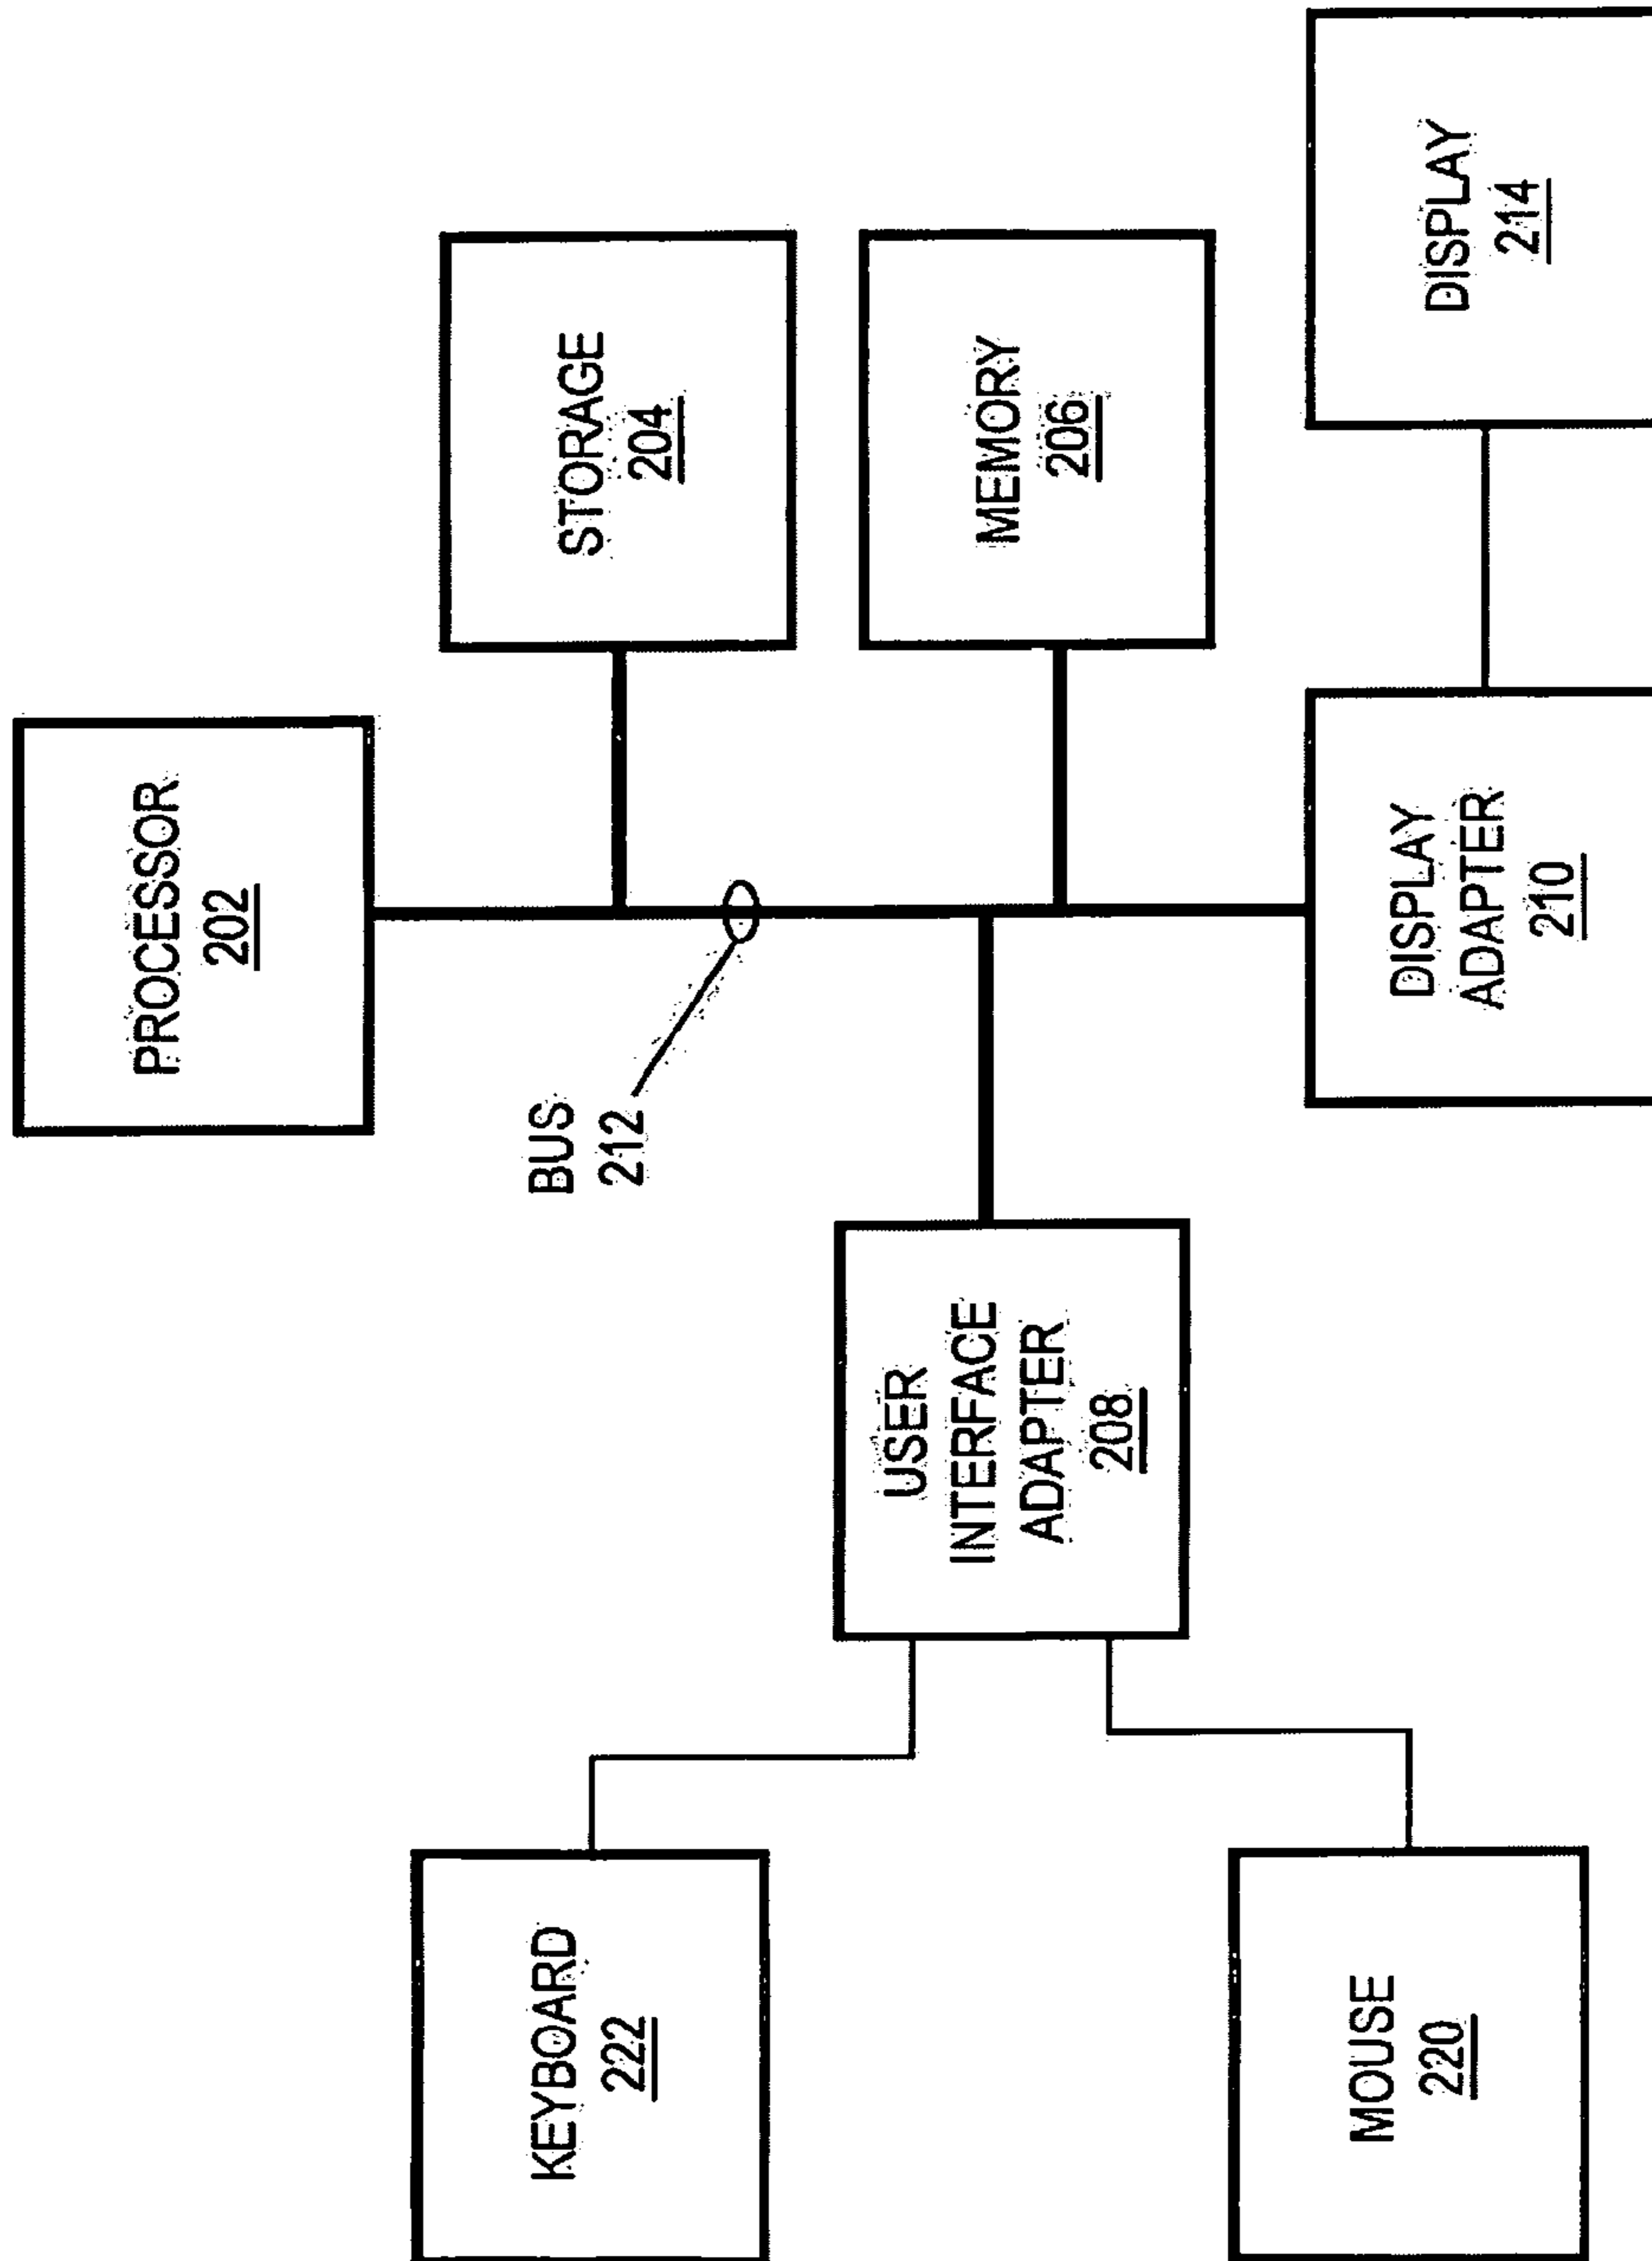 PROCESSOR
202
STORAGE
204
BUS
212
MEMORY
206
USER
INTERFACE
ADAPTER
208
KEYBOARD
222
MOUSE
220
DISPLAY
ADAPTER
210
DISPLAY
214